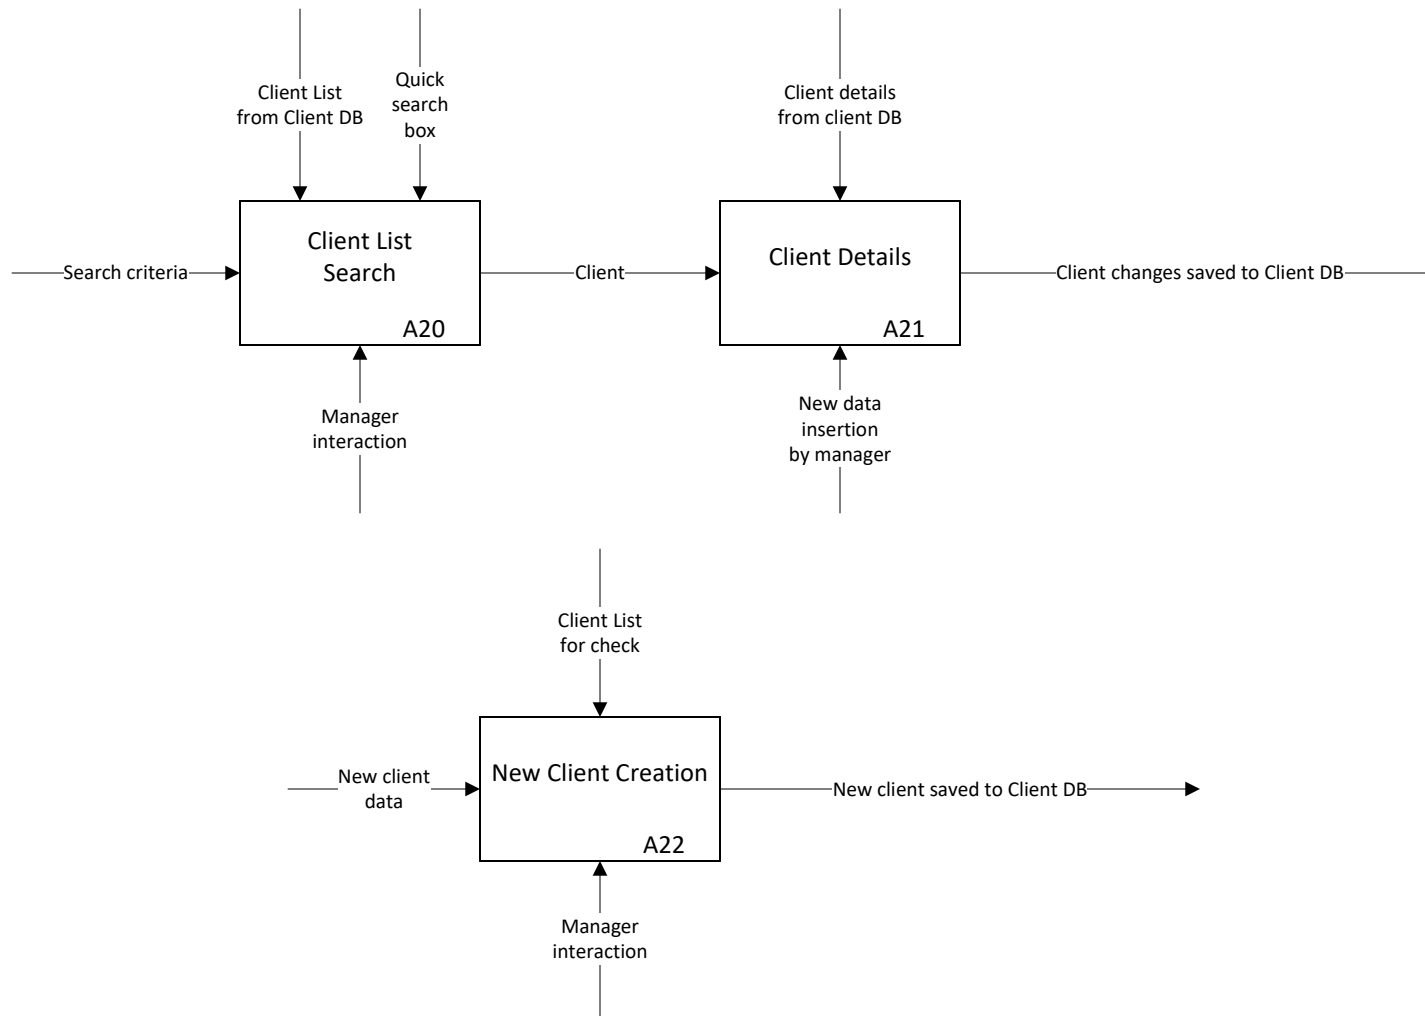 Client List
from Client DB
Quick
search
box
Client details
from client DB
Search criteria
Client List
Search
A20
Client
Client Details
A21
Client changes saved to Client DB
Manager
interaction
New data
insertion
by manager
Client List
for check
New client
data
New Client Creation
A22
New client saved to Client DB
Manager
interaction